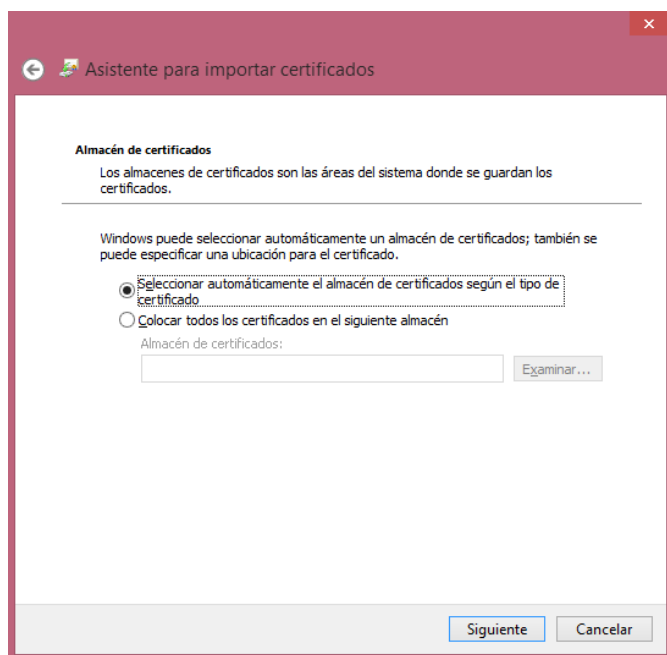 Asistente para importar certificados
Almacén de certificados
Los almacenes de certificados son las áreas del sistema donde se guardan los
certificados.
Windows puede seleccionar automáticamente un almacén de certificados; también se
puede especificar una ubicación para el certificado.
Seleccionar automáticamente el almacén de certificados según el tipo de
certificado
Colocar todos los certificados en el siguiente almacén
Almacén de certificados:
Examinar...
Siguiente
Cancelar